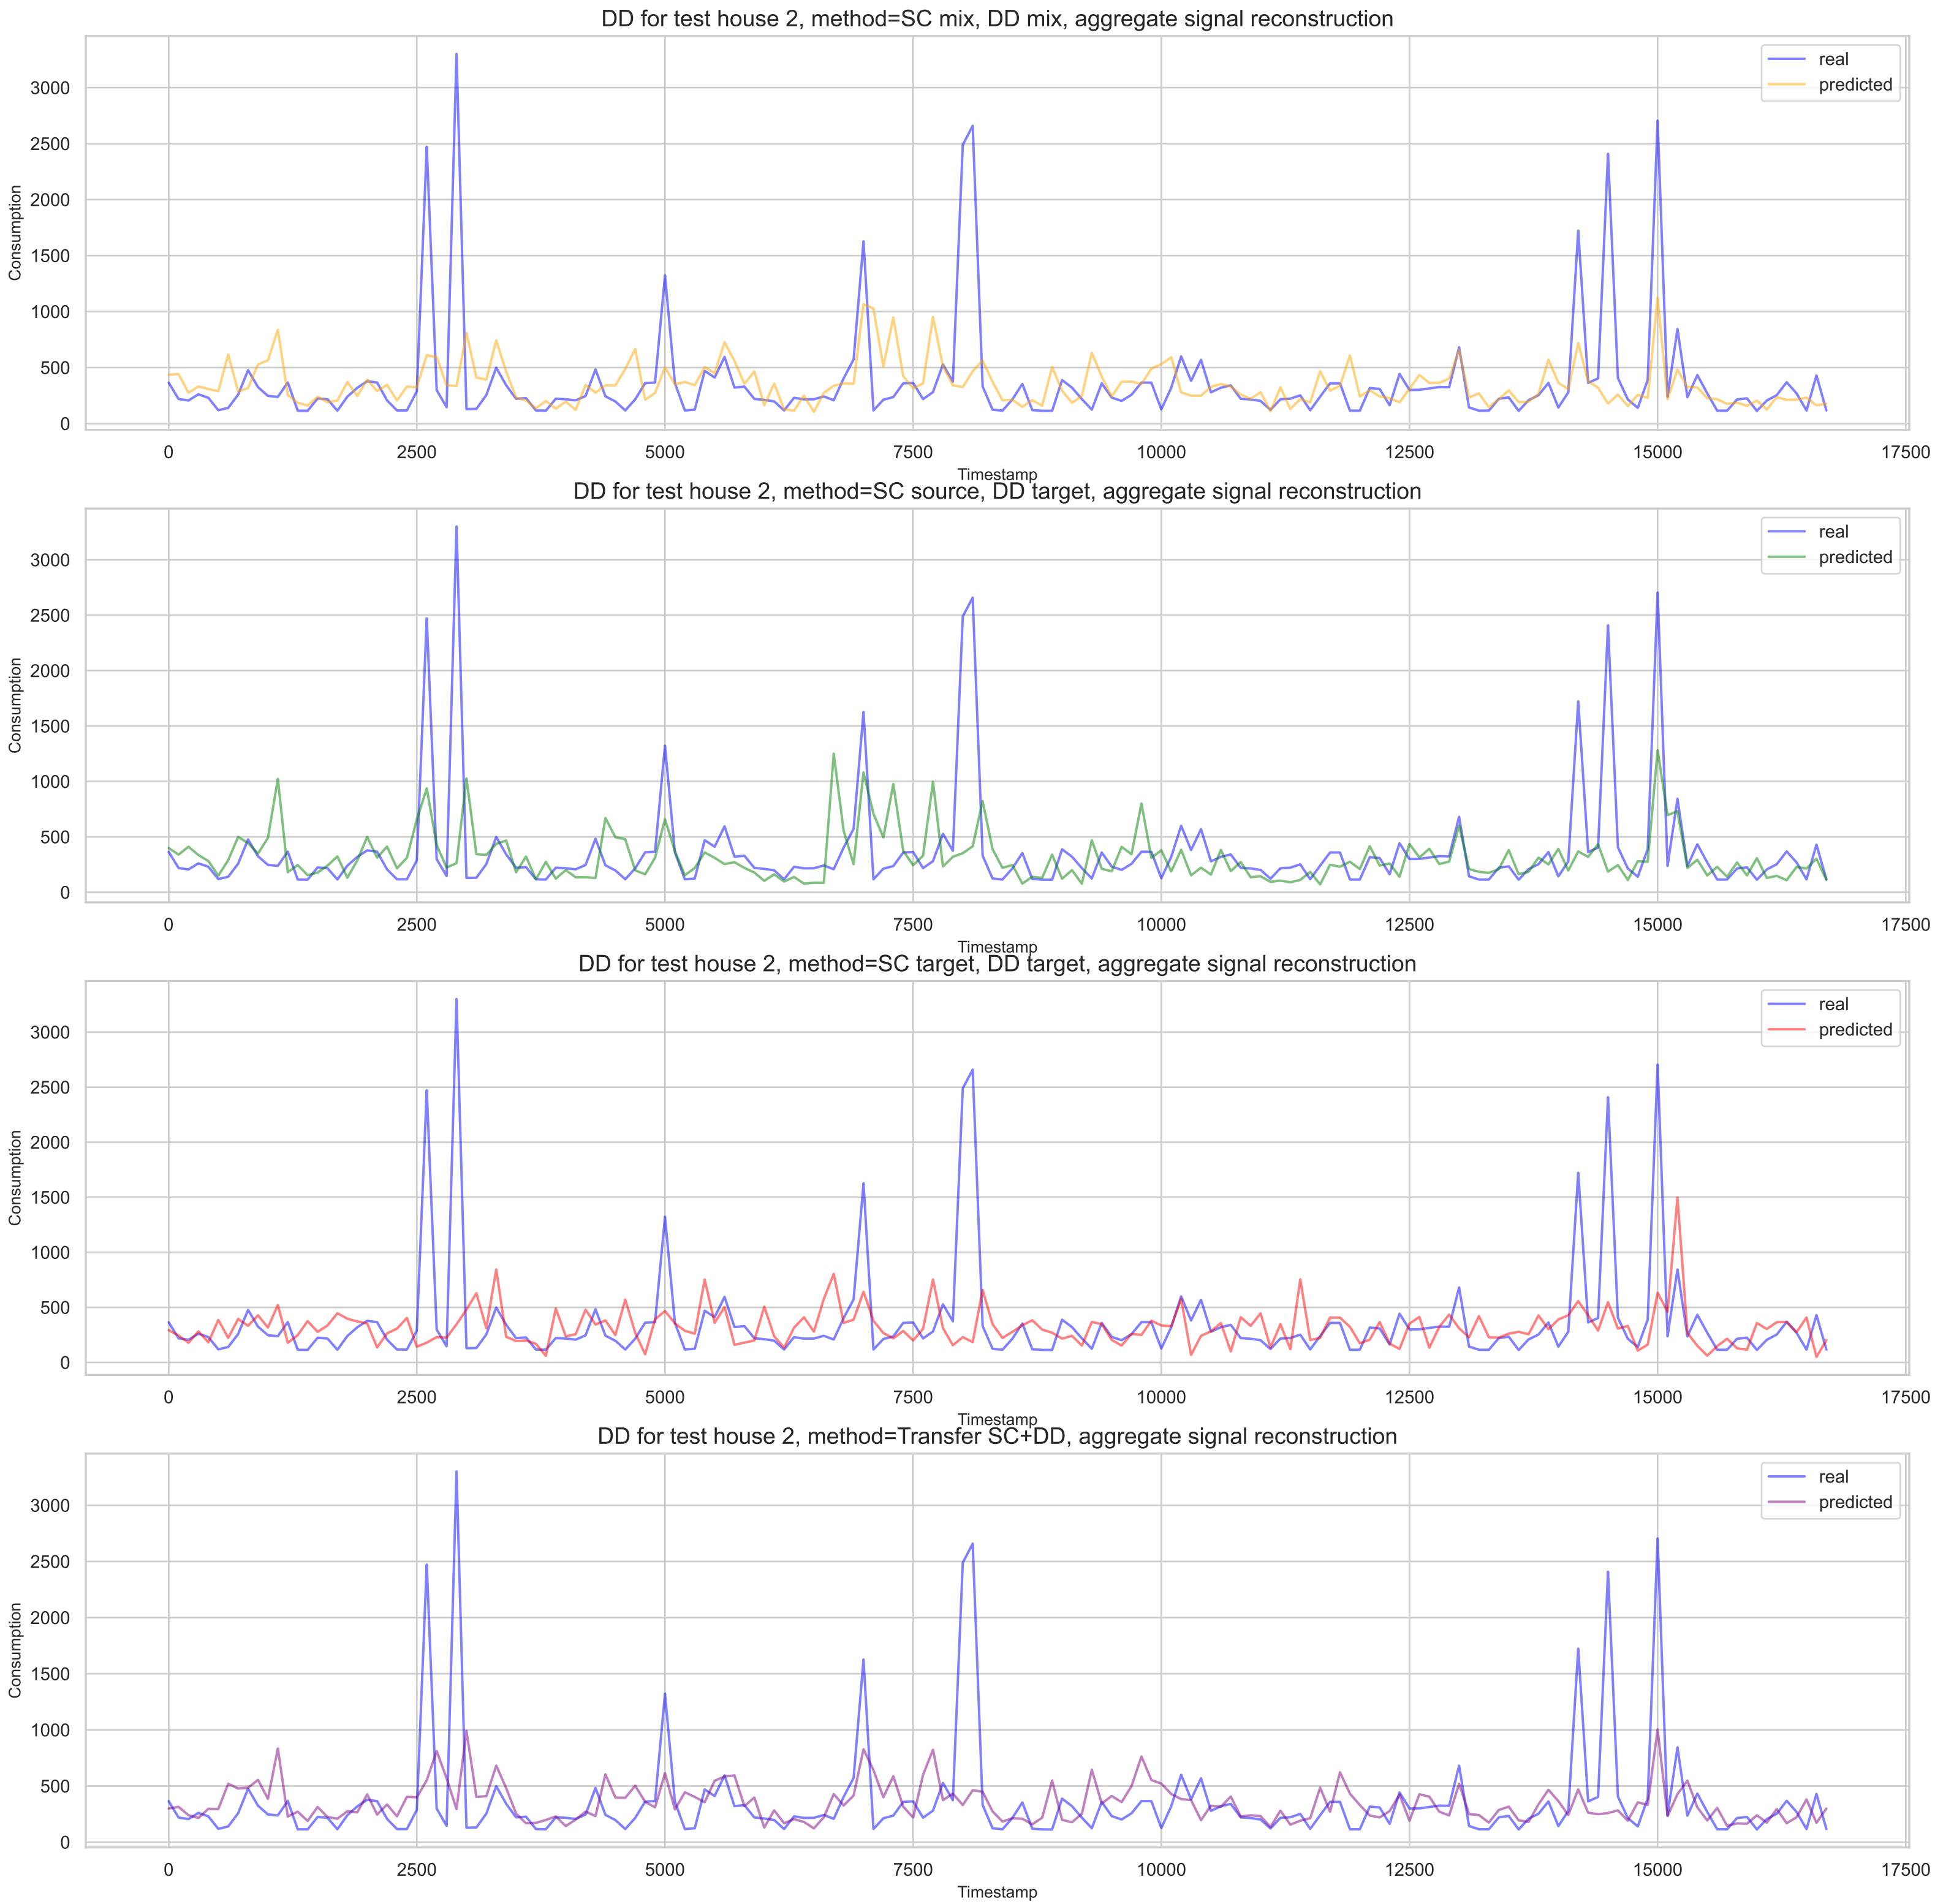 DD for test house 2, method=SC mix, DD mix, aggregate signal reconstruction
real
predicted
3000
2500
2000
1500
1000
500
0
Consumption
0 2500 5000 7500 10000 12500 15000 17500
Timestamp
DD for test house 2, method=SC source, DD target, aggregate signal reconstruction
real
predicted
3000
2500
2000
1500
1000
500
0
Consumption
0 2500 5000 7500 10000 12500 15000 17500
Timestamp
DD for test house 2, method=SC target, DD target, aggregate signal reconstruction
real
predicted
3000
2500
2000
1500
1000
500
0
Consumption
0 2500 5000 7500 10000 12500 15000 17500
Timestamp
DD for test house 2, method=Transfer SC+DD, aggregate signal reconstruction
real
predicted
3000
2500
2000
1500
1000
500
0
Consumption
0 2500 5000 7500 10000 12500 15000 17500
Timestamp